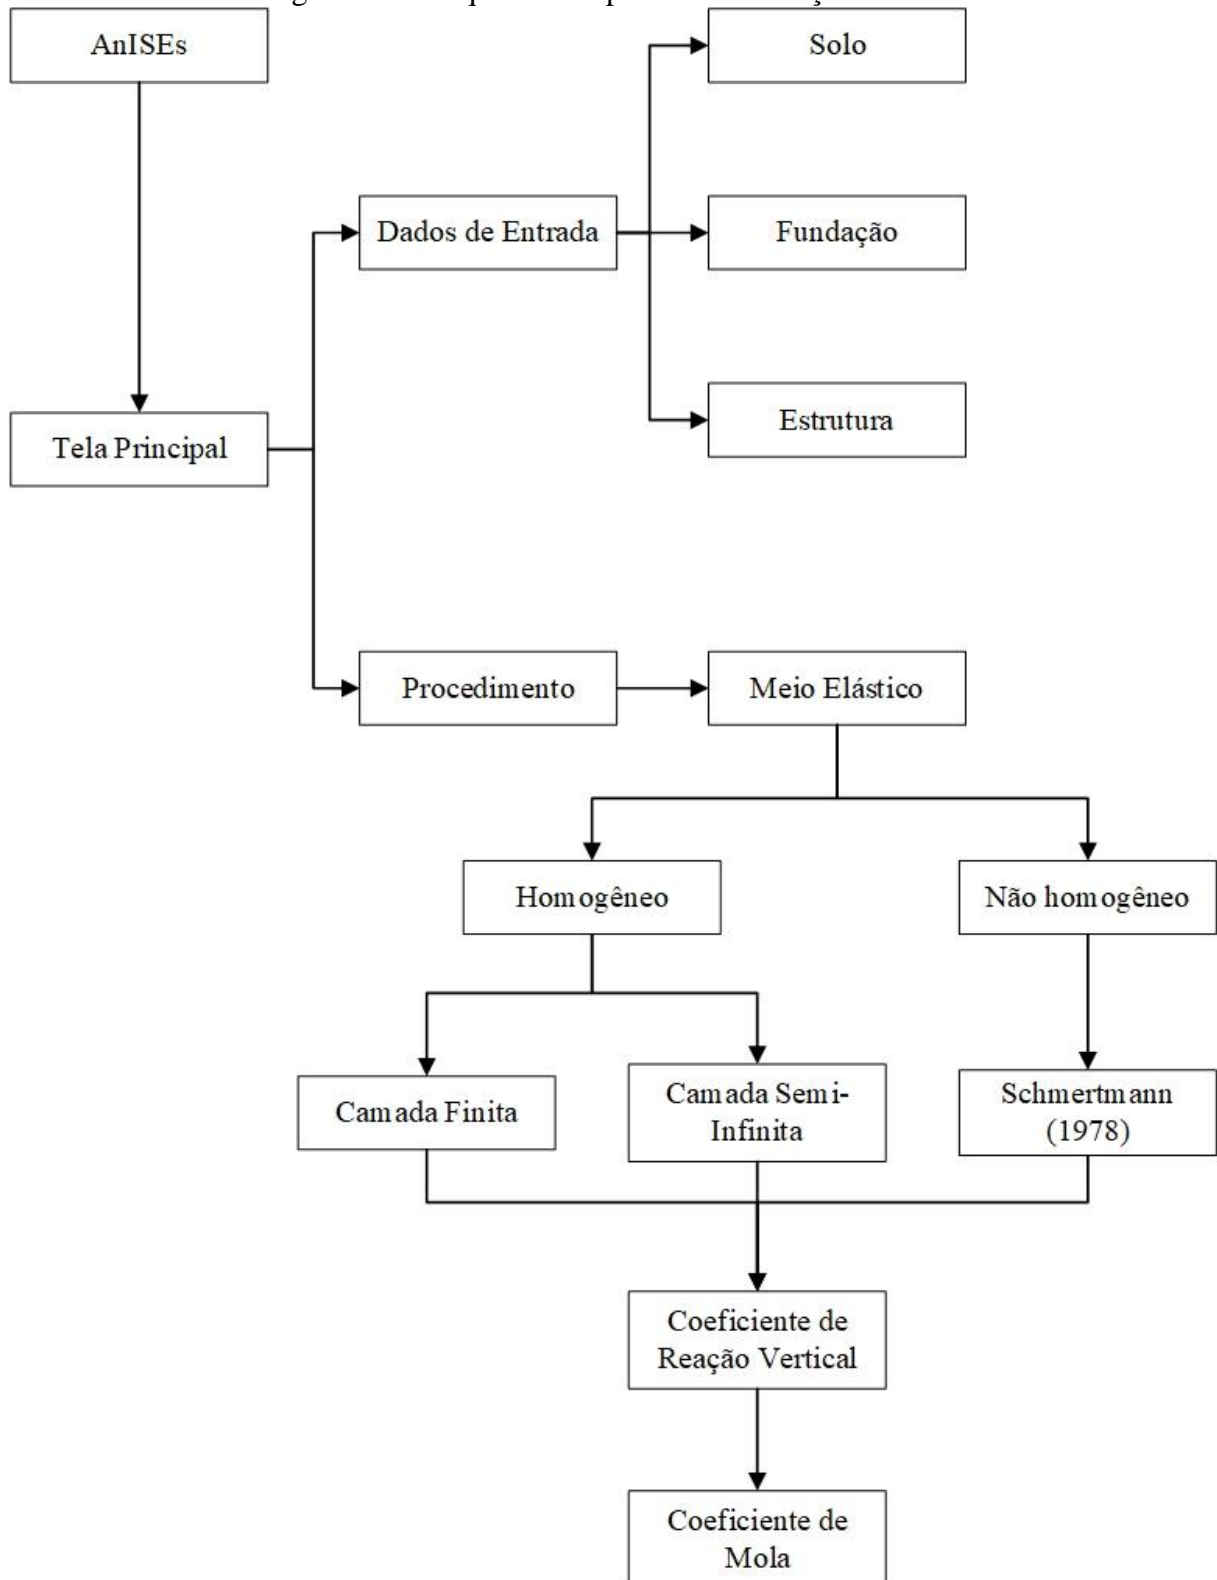 AnISEs
Solo
Dados de Entrada
Fundação
Estrutura
Tela Principal
Procedimento
Meio Elástico
Homogêneo
Não homogêneo
Camada Finita
Camada Semi-
Infinita
Schmertmann
(1978)
Coeficiente de
Reação Vertical
Coeficiente de
Mola